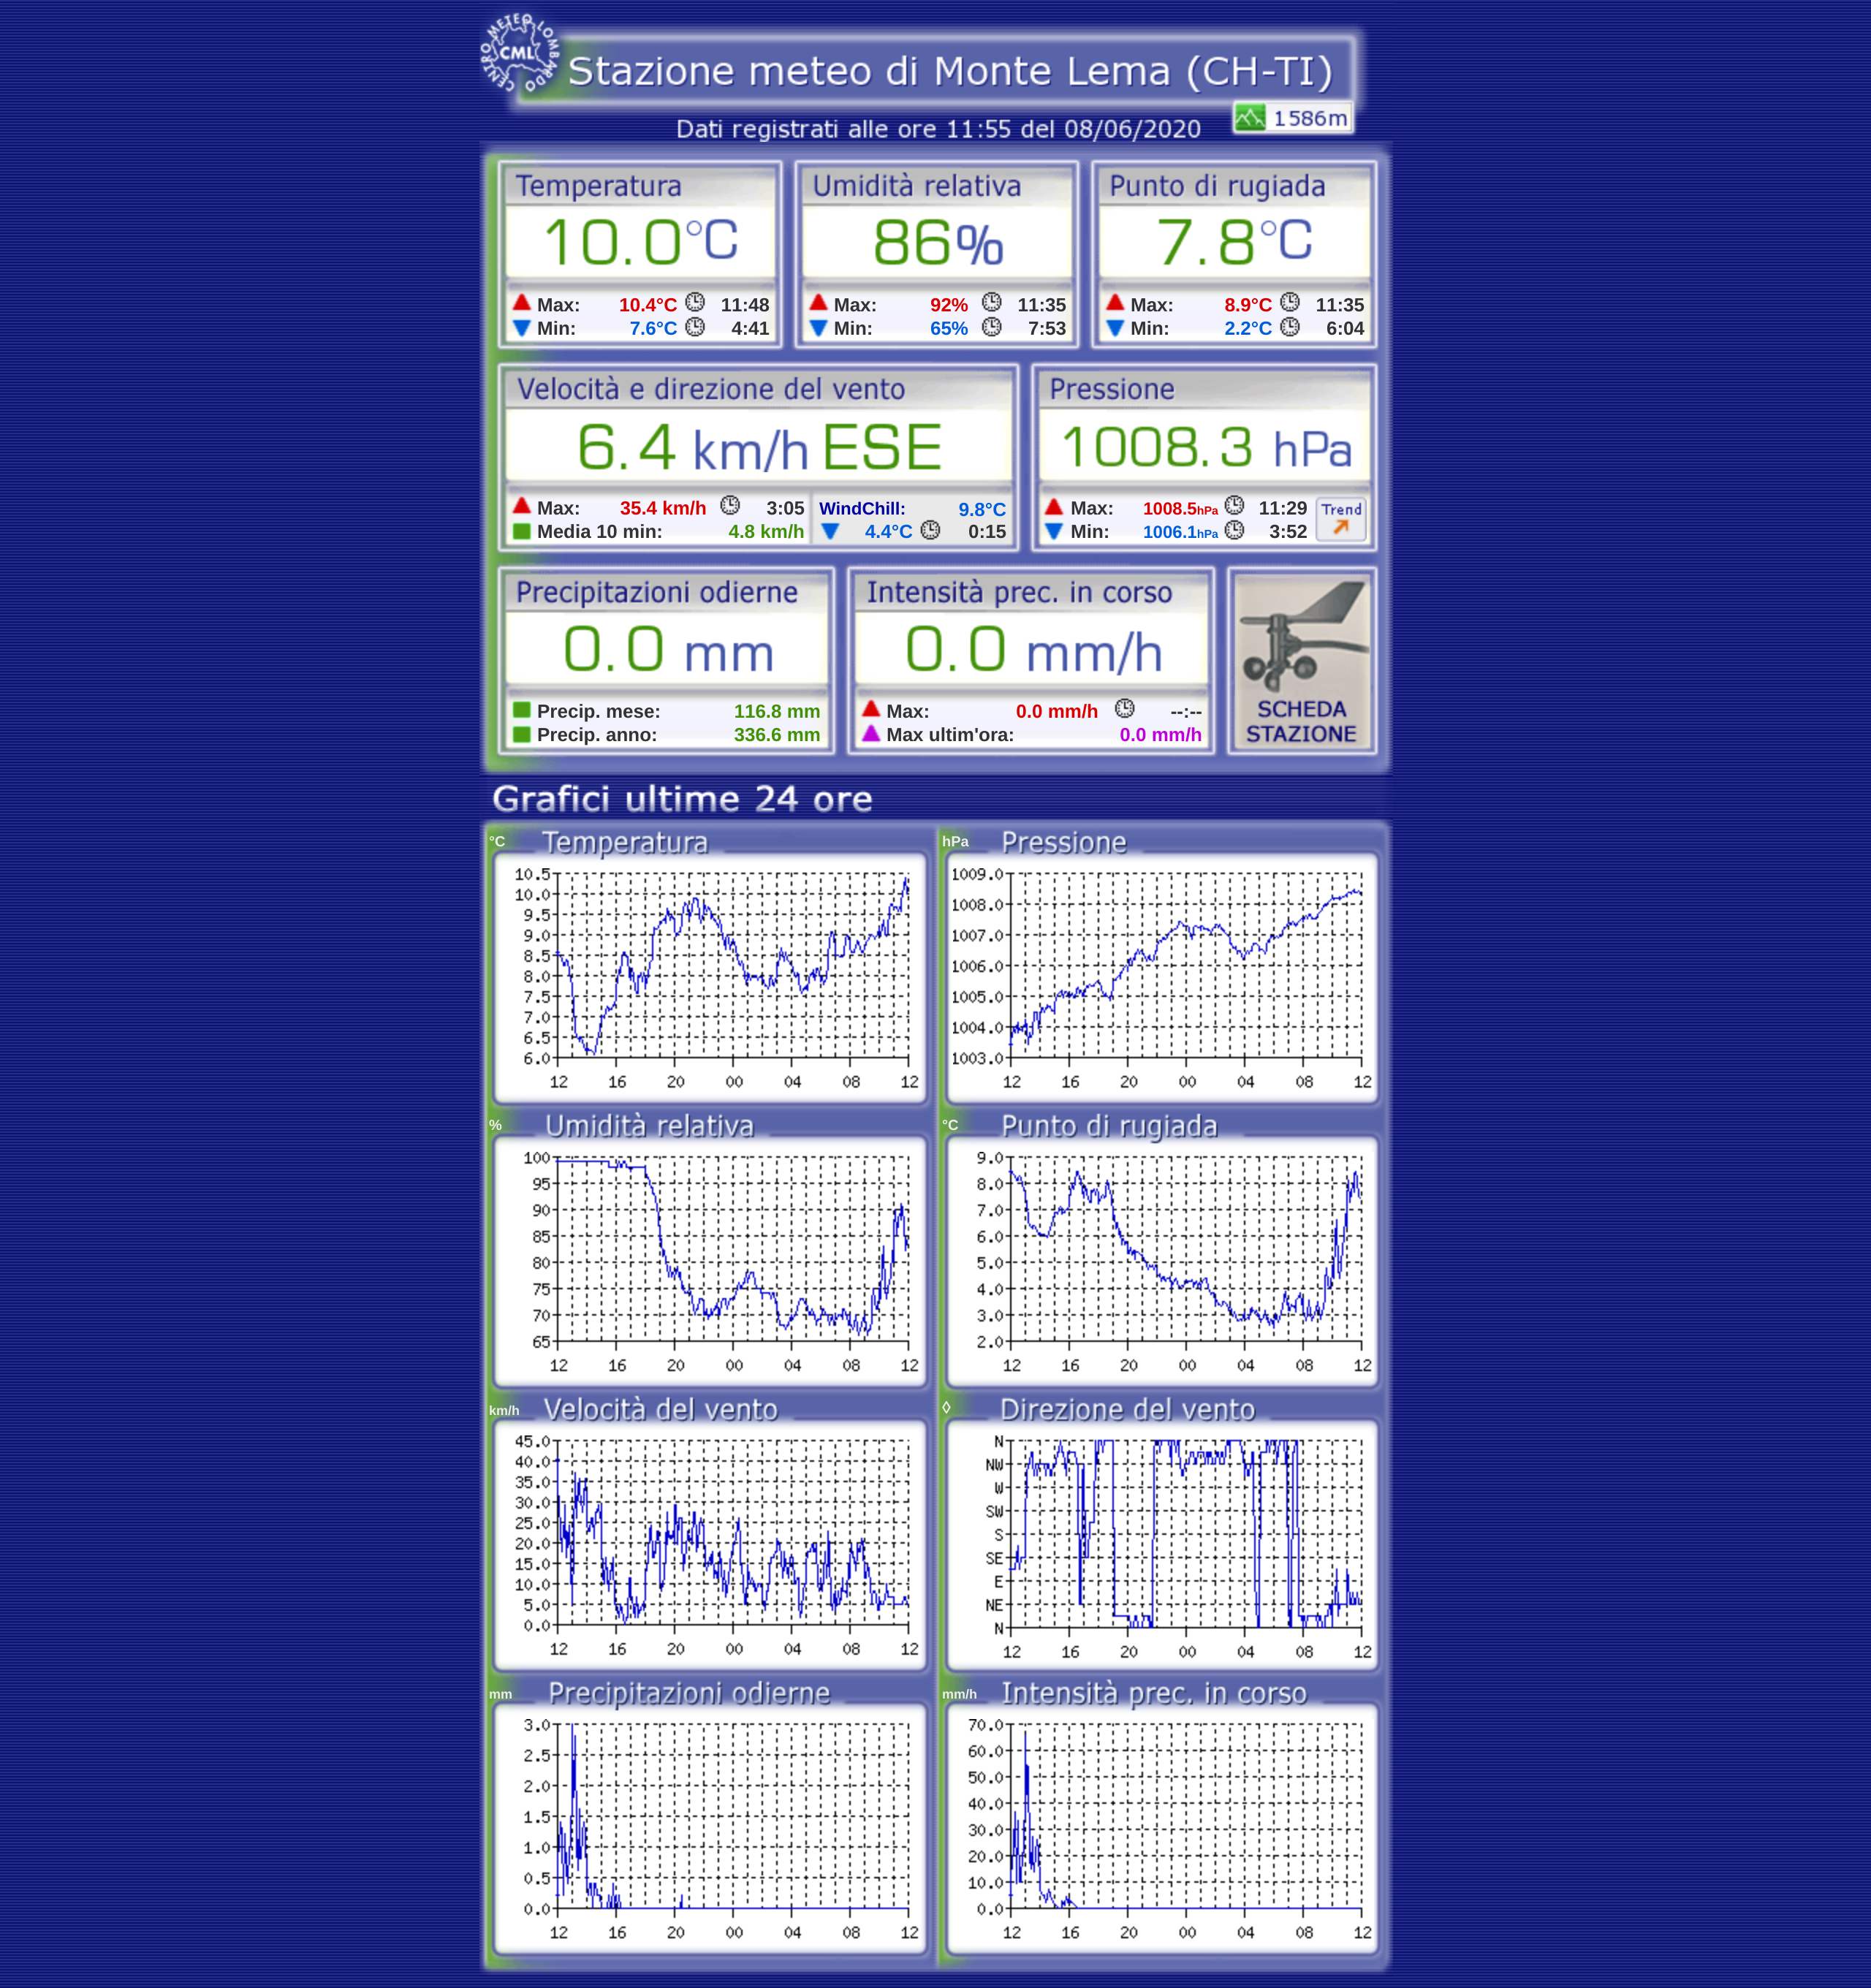 CENTRO METEO LOMBARDO
CML
Stazione meteo di Monte Lema (CH-TI)
1586m
Dati registrati alle ore 11:55 del 08/06/2020
Temperatura Umidità relativa Punto di rugiada
10.0°C 86% 7.8°C
Max: 10.4°C 11:48 Max: 92% 11:35 Max: 8.9°C 11:35
Min: 7.6°C 4:41 Min: 65% 7:53 Min: 2.2°C 6:04
Velocità e direzione del vento Pressione
6.4 km/h ESE 1008.3 hPa
Max: 35.4 km/h 3:05 WindChill: 9.8°C Max: 1008.5hPa 11:29 Trend
Media 10 min: 4.8 km/h 4.4°C 0:15 Min: 1006.1hPa 3:52
Precipitazioni odierne Intensità prec. in corso
0.0 mm 0.0 mm/h
Precip. mese: 116.8 mm Max: 0.0 mm/h --:-- SCHEDA
Precip. anno: 336.6 mm Max ultim'ora: 0.0 mm/h STAZIONE
Grafici ultime 24 ore
°C Temperatura
10.5
10.0
9.5
9.0
8.5
8.0
7.5
7.0
6.5
6.0
12 16 20 00 04 08 12
hPa Pressione
1009.0
1008.0
1007.0
1006.0
1005.0
1004.0
1003.0
12 16 20 00 04 08 12
% Umidità relativa
100
95
90
85
80
75
70
65
12 16 20 00 04 08 12
°C Punto di rugiada
9.0
8.0
7.0
6.0
5.0
4.0
3.0
2.0
12 16 20 00 04 08 12
km/h Velocità del vento
45.0
40.0
35.0
30.0
25.0
20.0
15.0
10.0
5.0
0.0
12 16 20 00 04 08 12
◊ Direzione del vento
N
NW
W
SW
S
SE
E
NE
N
12 16 20 00 04 08 12
mm Precipitazioni odierne
3.0
2.5
2.0
1.5
1.0
0.5
0.0
12 16 20 00 04 08 12
mm/h Intensità prec. in corso
70.0
60.0
50.0
40.0
30.0
20.0
10.0
0.0
12 16 20 00 04 08 12